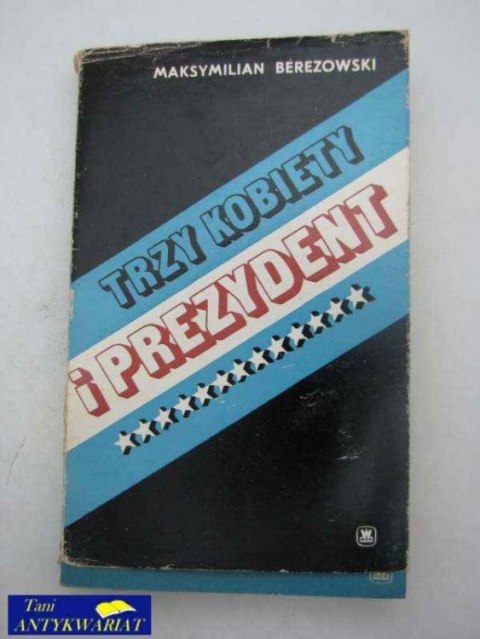 MAKSYMILIAN BEREZOWSKI
TRZY KOBIETY
i PREZYDENT
Tani
ANTYKWARIAT